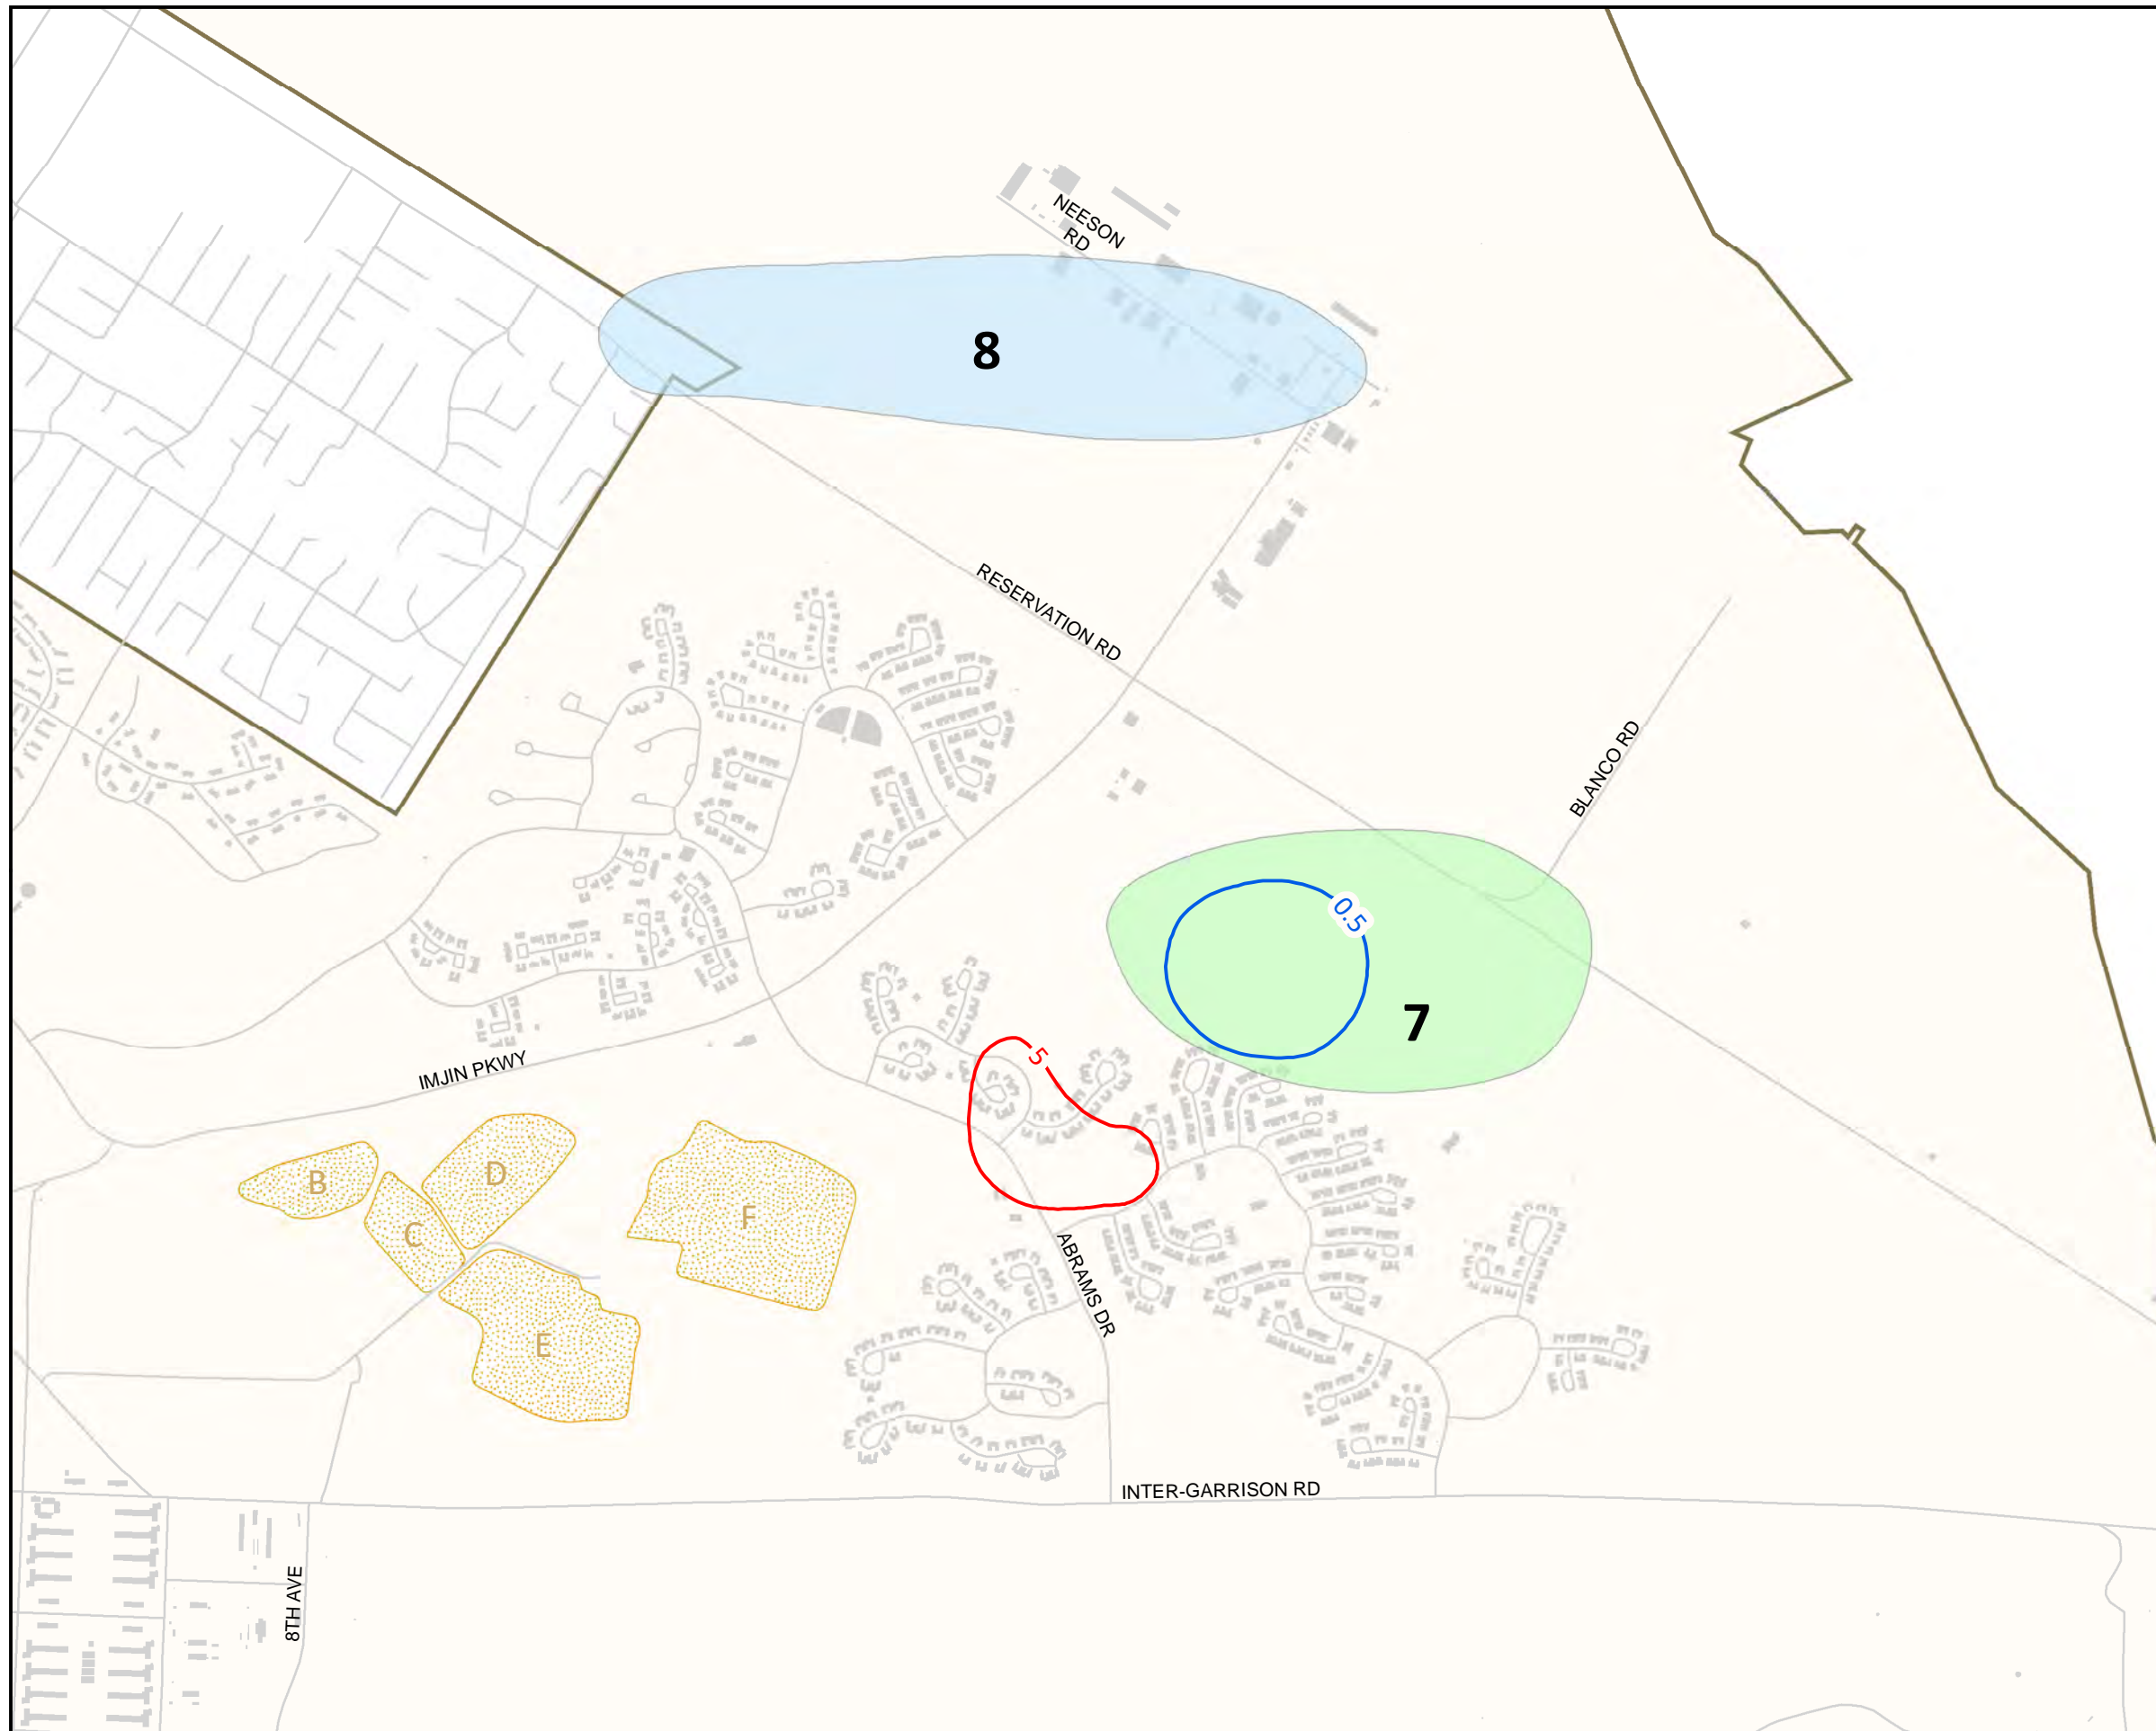 NEESON
RD
8
RESERVATION RD
BLANCO RD
0.5
7
5
IMJIN PKWY
B
D
C
F
E
ABRAMS DR
INTER-GARRISON RD
8TH AVE